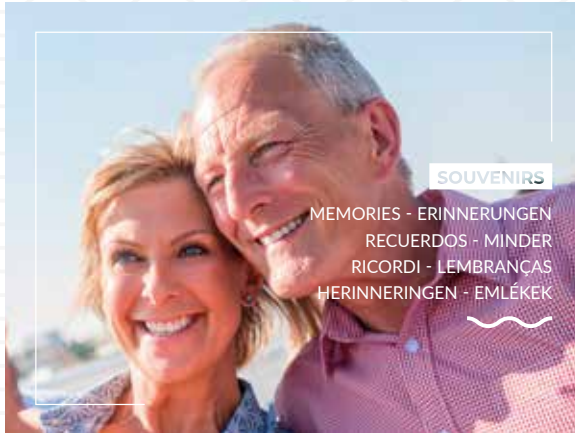 SOUVENIRS
MEMORIES - ERINNERUNGEN
RECUERDOS - MINDER
RICORDI - LEMBRANÇAS
HERINNERINGEN - EMLÉKEK